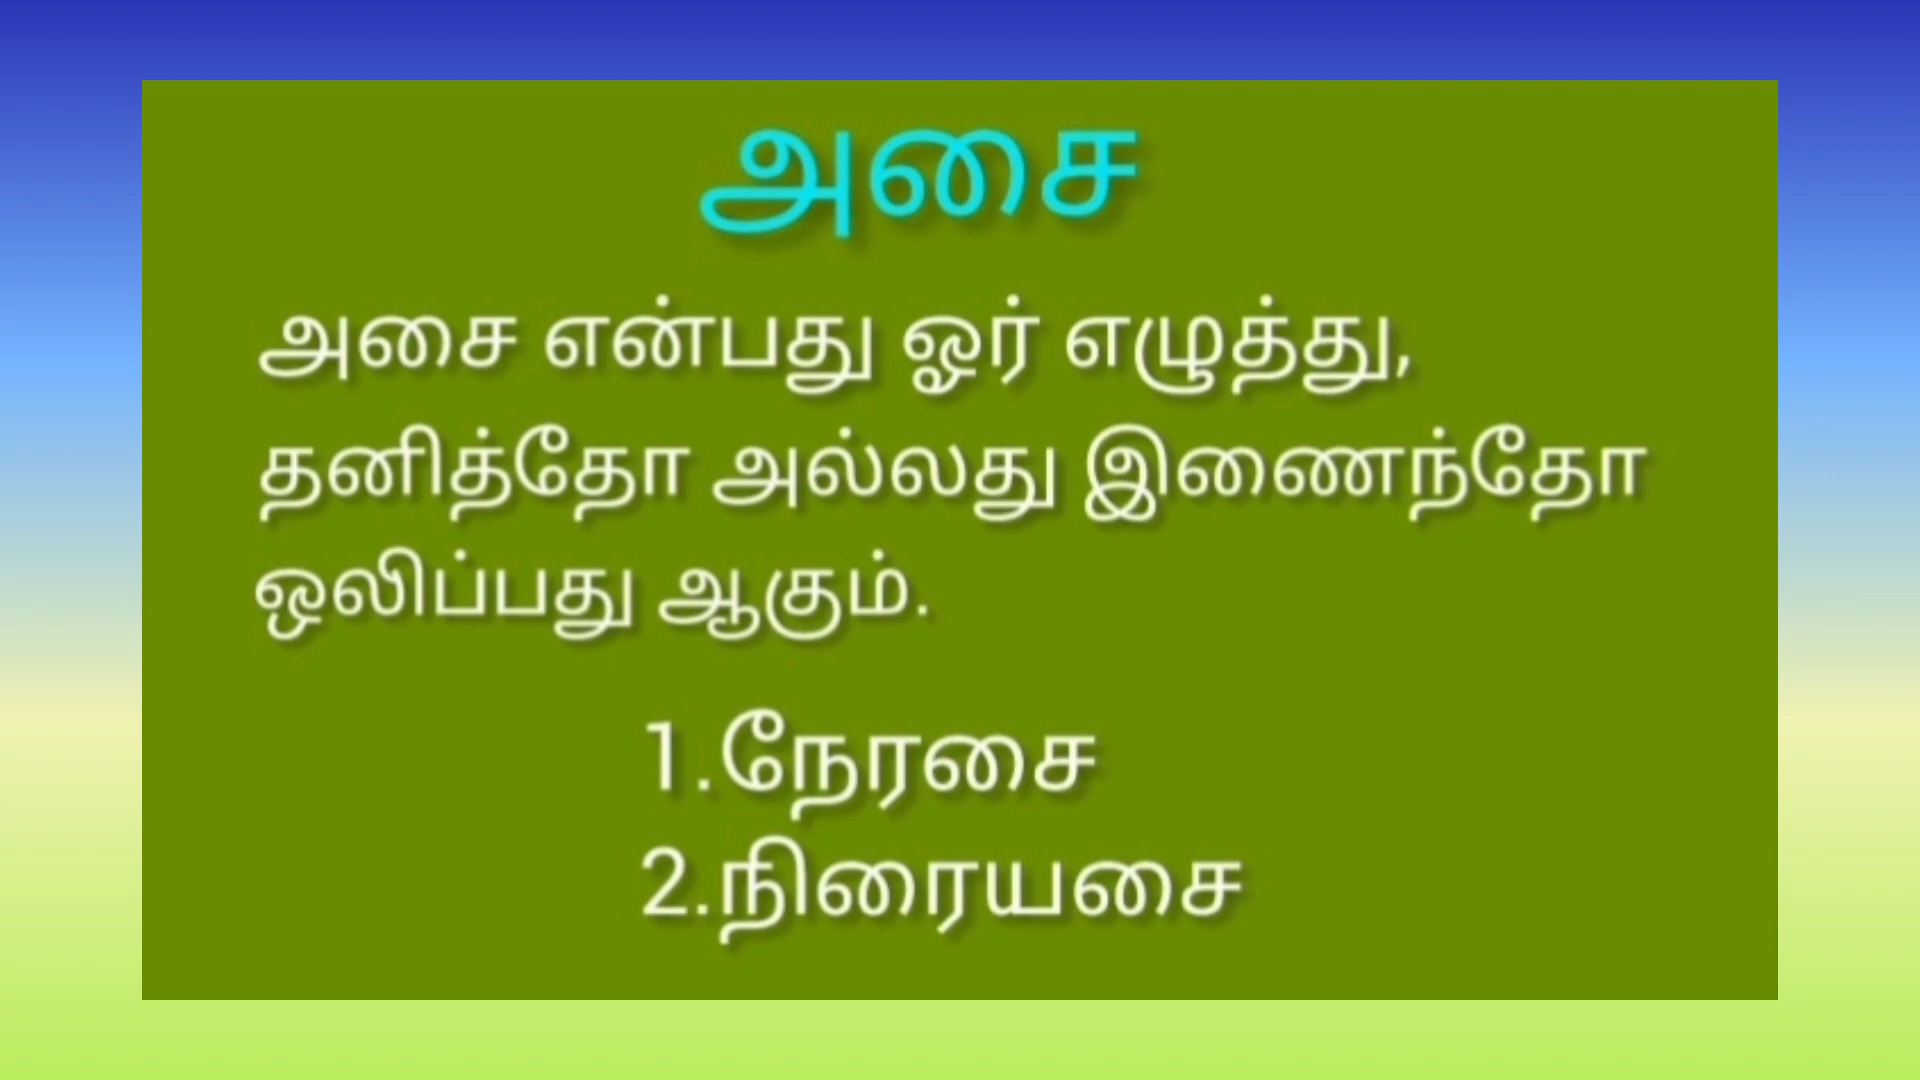 அசை
அசை என்பது ஓர் எழுத்து,
தனித்தோ அல்லது இணைந்தோ
ஒலிப்பது ஆகும்.
1.நேரசை
2.நிரையசை